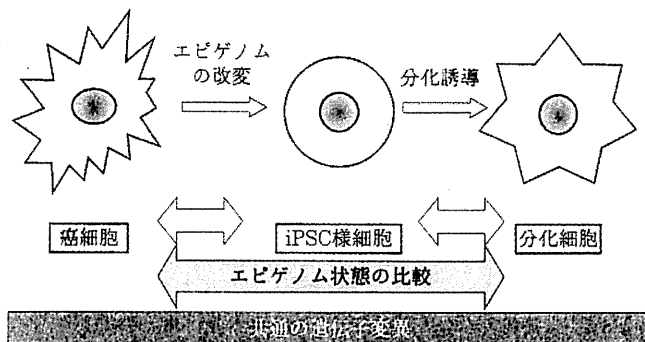 エピゲノム
の改変
分化誘導
癌細胞
iPSC様細胞
分化細胞
エピゲノム状態の比較
共通の遺伝子変異